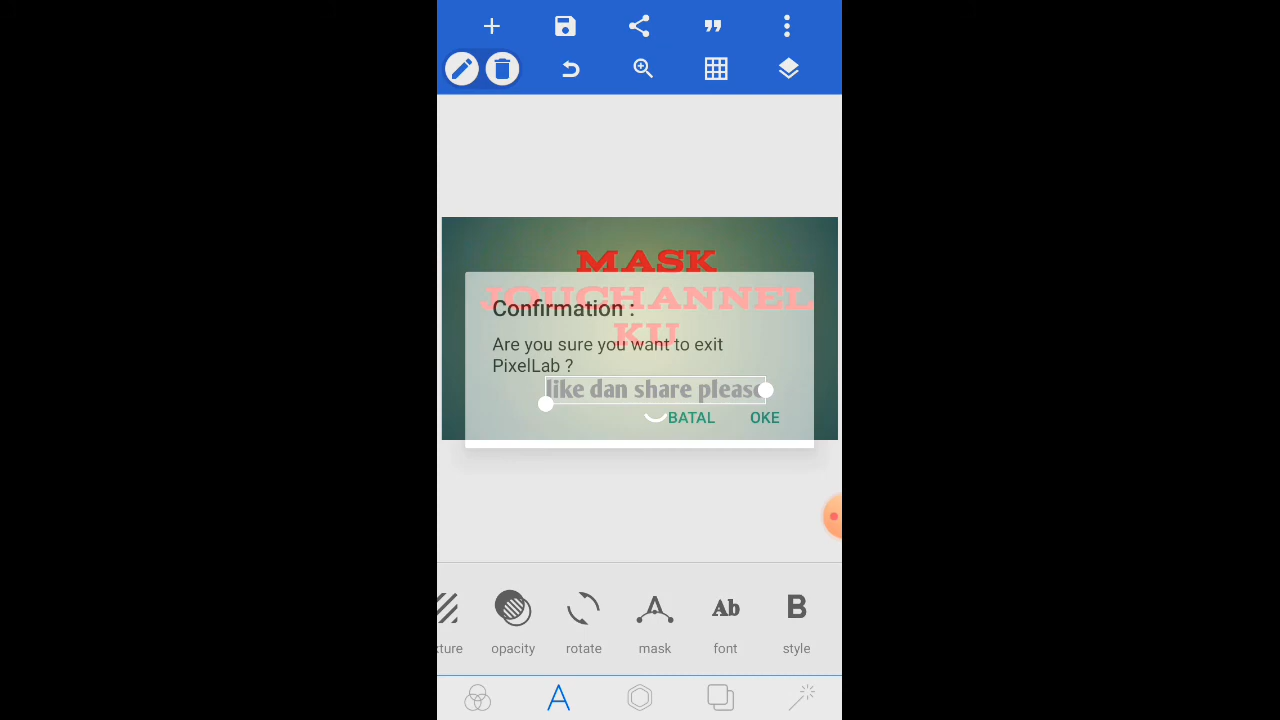 MASK
JOUCHANNEL
KU
Confirmation :
Are you sure you want to exit
PixelLab ?
like dan share please
BATAL OKE
xture opacity rotate mask font style
Ab B